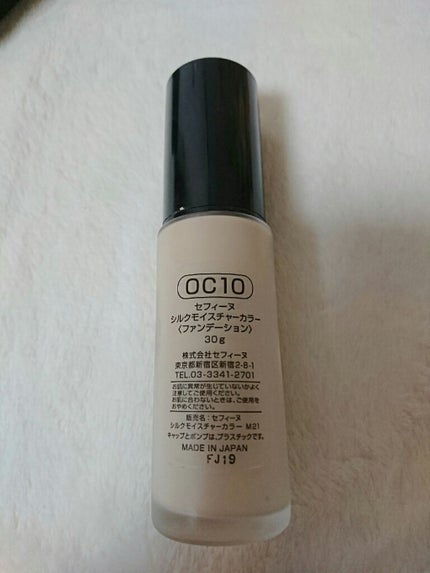 OC10
セフィーヌ
シルクモイスチャーカラー
〈ファンデーション〉
30g
株式会社セフィーヌ
東京都新宿区新宿2-8-1
TEL.03-3341-2701
お肌に異常が生じていないかよく
注意してご使用ください。
お肌に合わないときは、ご使用を
おやめください。
販売名：セフィーヌ
シルクモイスチャーカラー M21
キャップとポンプは、プラスチックです。
MADE IN JAPAN
FJ19